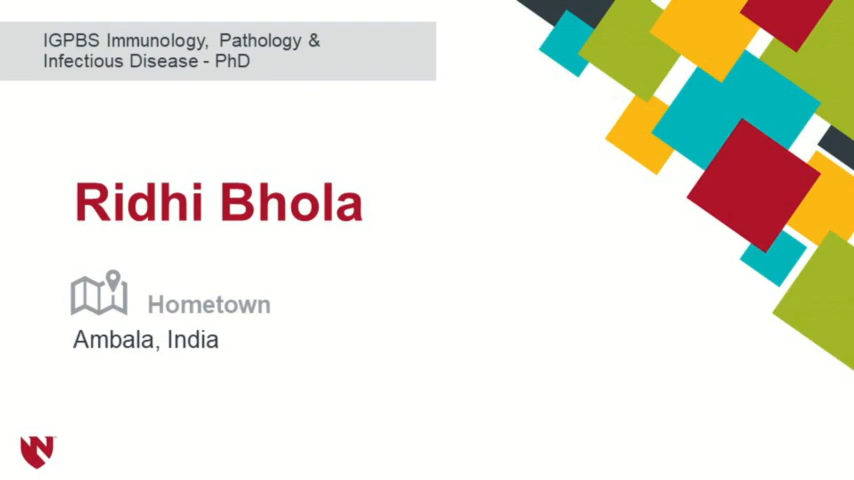 IGPBS Immunology, Pathology &
Infectious Disease - PhD
Ridhi Bhola
Hometown
Ambala, India